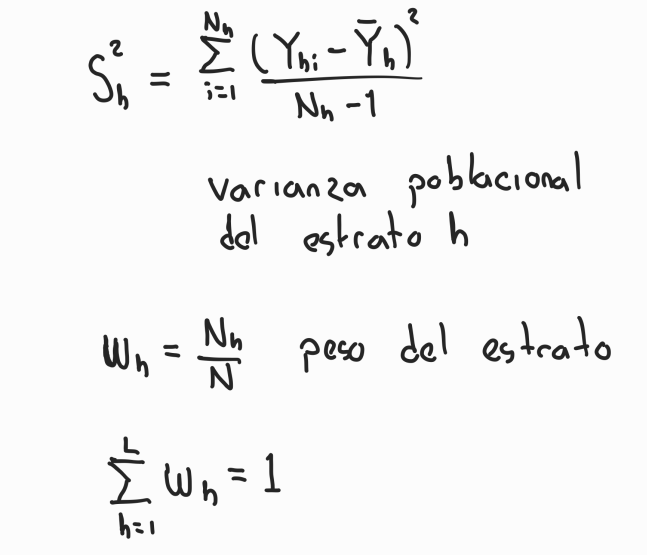 S_h^2 = \sum_{i=1}^{N_h} \frac{(Y_{hi} - \bar{Y}_h)^2}{N_h - 1}
varianza poblacional
del estrato h
W_h = \frac{N_h}{N} peso del estrato
\sum_{h=1}^{L} W_h = 1